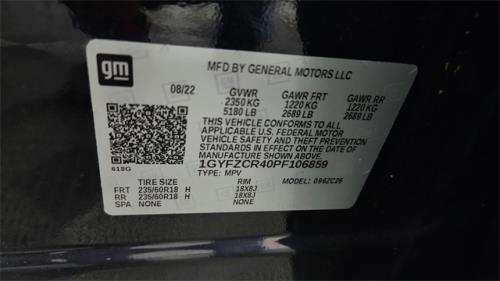 gm
MFD BY GENERAL MOTORS LLC
08/22 GVWR GAWR FRT GAWR RR
2350 KG 1220 KG 1220 KG
5180 LB 2689 LB 2689 LB
THIS VEHICLE CONFORMS TO ALL
APPLICABLE U.S. FEDERAL MOTOR
VEHICLE SAFETY AND THEFT PREVENTION
STANDARDS IN EFFECT ON THE DATE OF
MANUFACTURE SHOWN ABOVE.
1GYFZCR40PF106859
618G TYPE: MPV MODEL: 096ZC26
TIRE SIZE RIM
FRT 235/60R18 H 18X8J
RR 235/60R18 H 18X8J
SPA NONE NONE